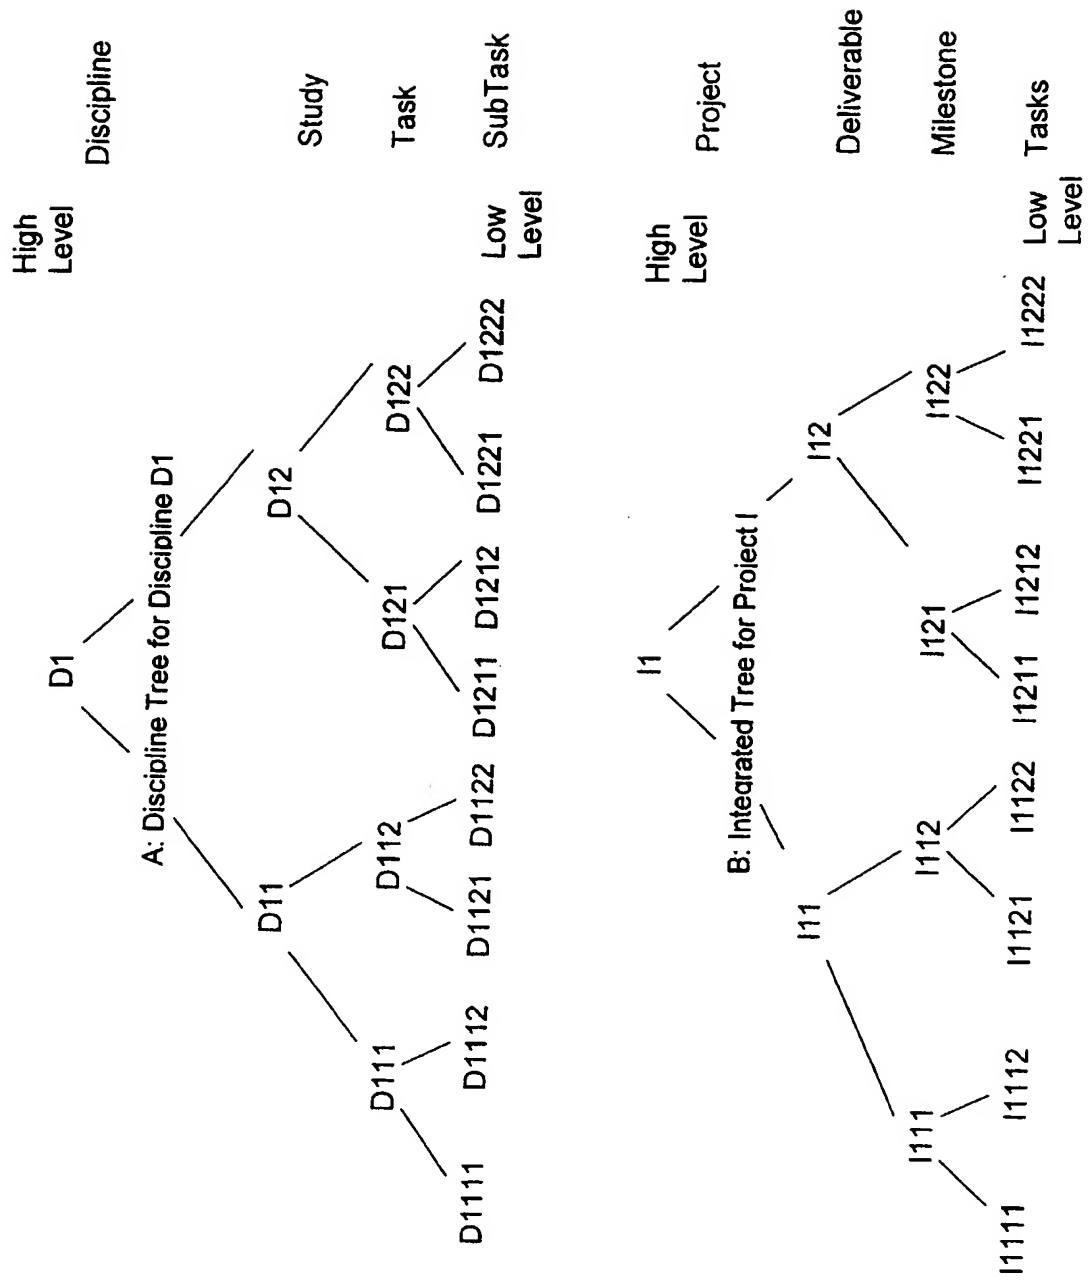 High
Level
D1
Discipline
A: Discipline Tree for Discipline D1
D11
D12
Study
D111
D112
D121
D122
Task
D1111
D1112
D1121
D1122
D1211
D1212
D1221
D1222
Low
Level
SubTask
High
Level
I1
Project
B: Integrated Tree for Project I
I11
I12
Deliverable
I111
I112
I121
I122
Milestone
I1111
I1112
I1121
I1122
I1211
I1212
I1221
I1222
Low
Level
Tasks